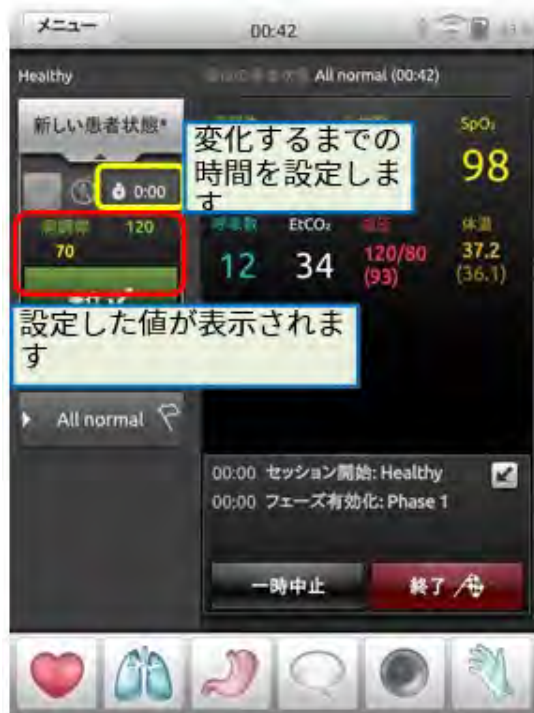 メニュー
00:42
Healthy
All normal (00:42)
新しい患者状態*
SpO₂
変化するまでの
時間を設定しま
す
98
0:00
120
70
呼吸数 EtCO₂ 血圧 体温
12 34 120/80 37.2
(93) (36.1)
設定した値が表示されま
す
All normal
00:00 セッション開始: Healthy
00:00 フェーズ有効化: Phase 1
一時中止
終了